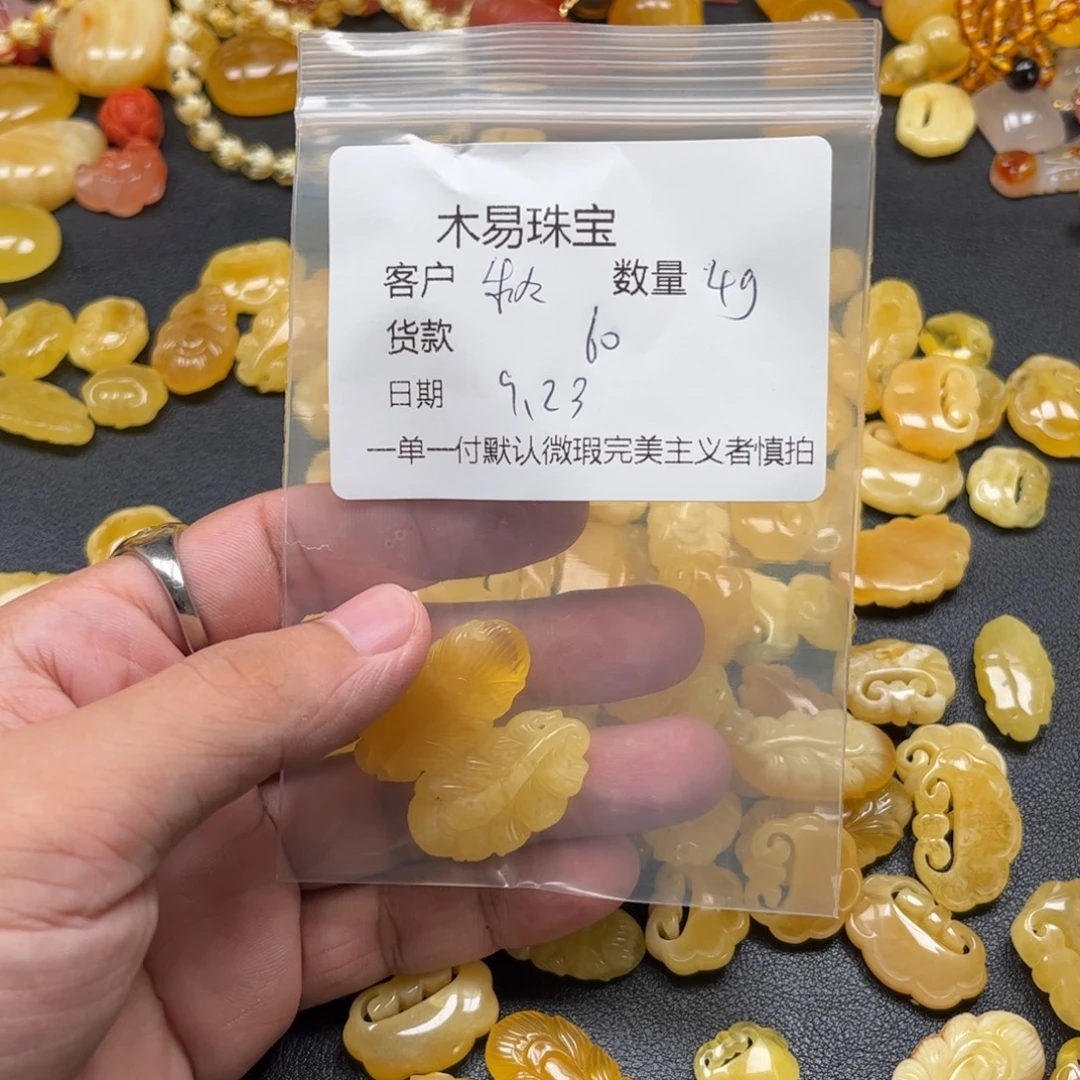 木易珠宝
客户 数量 49
货款 60
日期 9,23
一单一付默认微瑕完美主义者慎拍